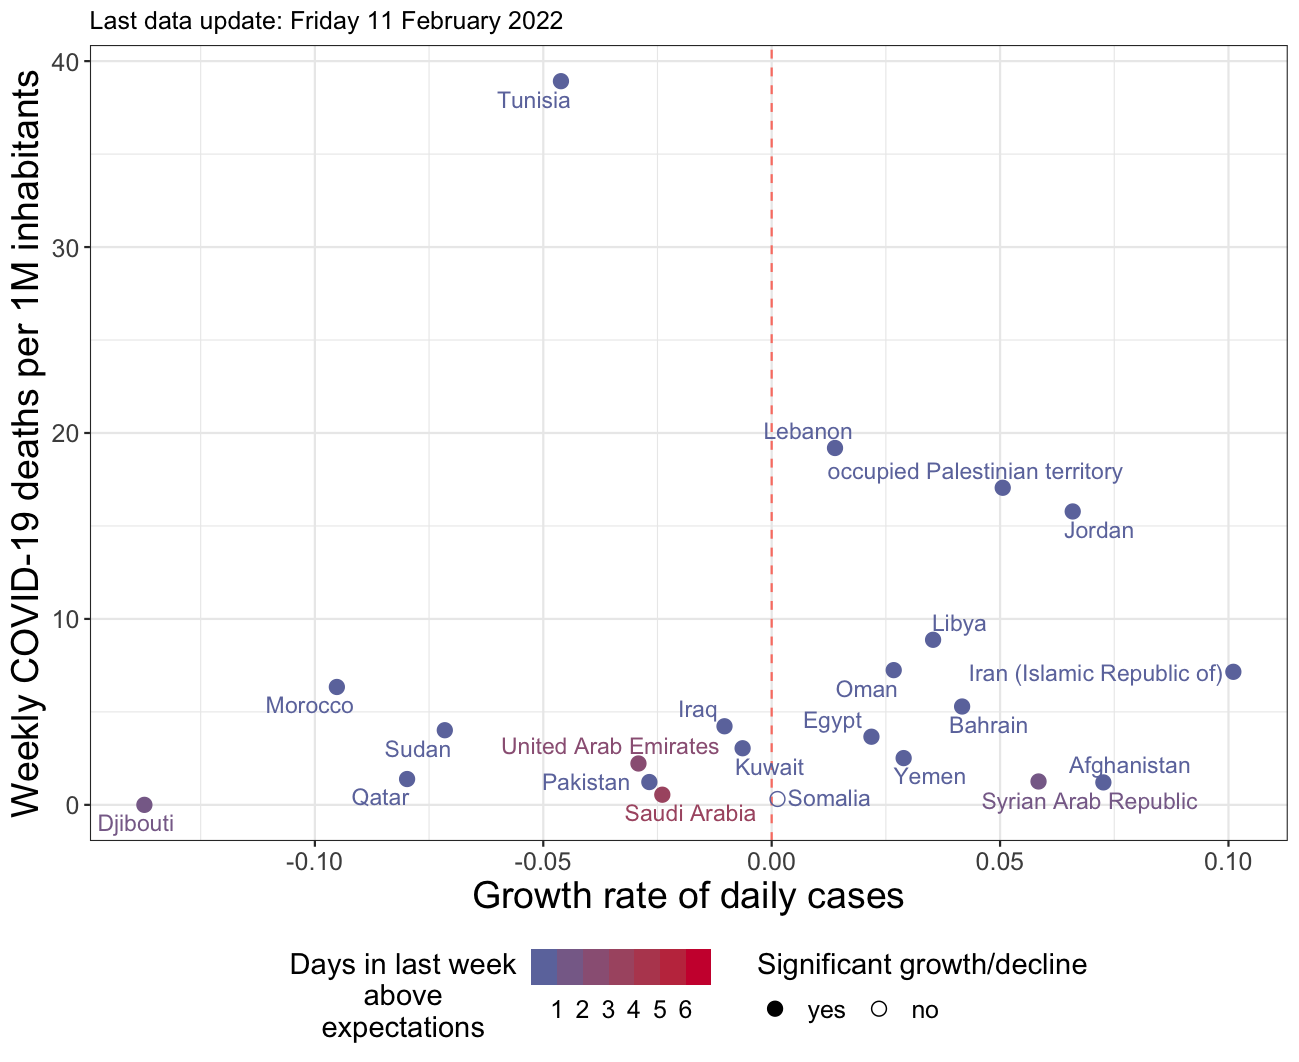 Last data update: Friday 11 February 2022
Weekly COVID-19 deaths per 1M inhabitants
40
30
20
10
0
Tunisia
Lebanon
occupied Palestinian territory
Jordan
Libya
Iran (Islamic Republic of)
Oman
Morocco
Bahrain
Iraq
Egypt
Sudan
United Arab Emirates
Kuwait
Yemen
Afghanistan
Pakistan
Qatar
Somalia
Syrian Arab Republic
Saudi Arabia
Djibouti
-0.10 -0.05 0.00 0.05 0.10
Growth rate of daily cases
Days in last week
above
expectations
1 2 3 4 5 6
Significant growth/decline
yes no